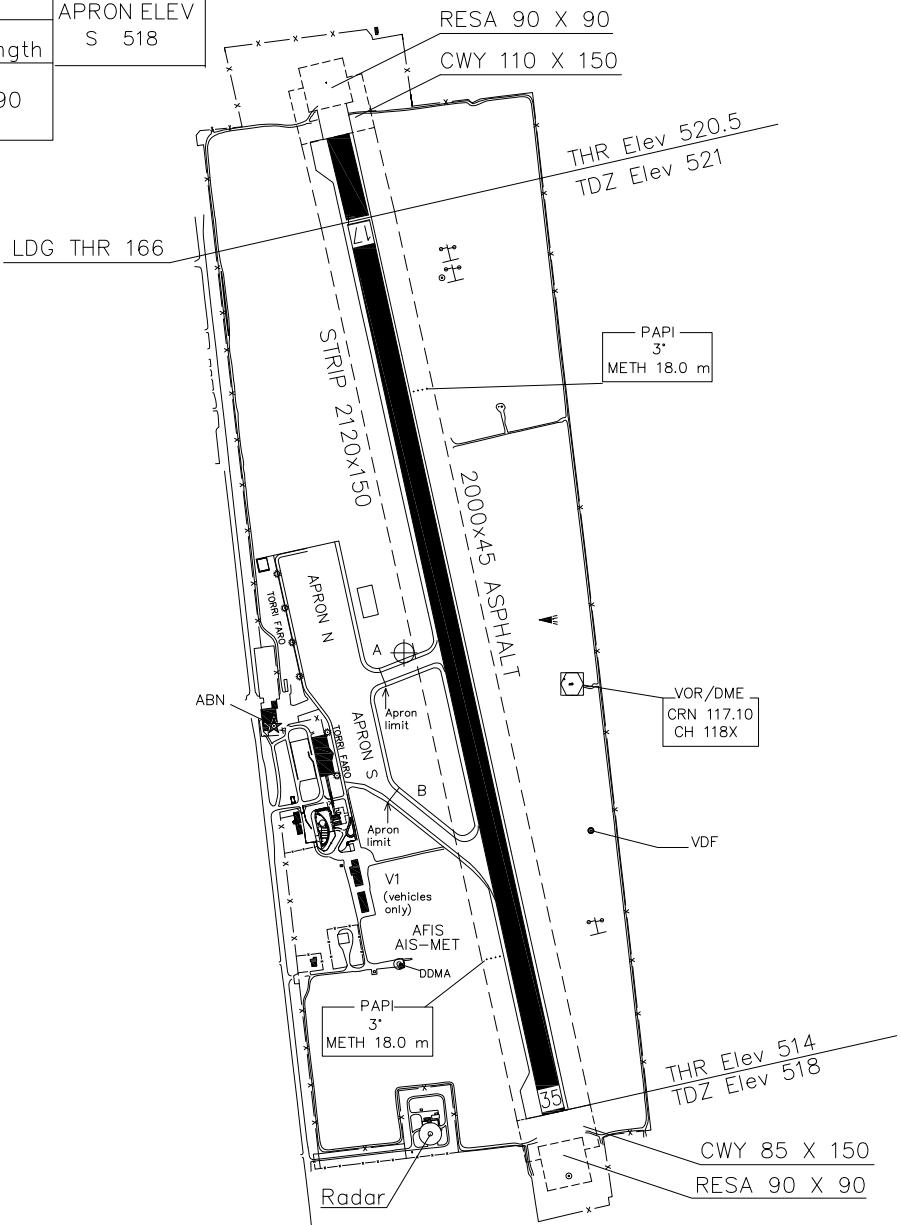 APRON ELEV
S 518
ngth
90
RESA 90 X 90
CWY 110 X 150
THR Elev 520.5
TDZ Elev 521
LDG THR 166
17
PAPI
3°
METH 18.0 m
STRIP 2120x150
2000x45 ASPHALT
APRON N
TORRI FARO
A
ABN
Apron
limit
APRON S
TORRI FARO
VOR/DME
CRN 117.10
CH 118X
B
Apron
limit
VDF
V1
(vehicles
only)
AFIS
AIS-MET
DDMA
PAPI
3°
METH 18.0 m
THR Elev 514
TDZ Elev 518
35
CWY 85 X 150
RESA 90 X 90
Radar